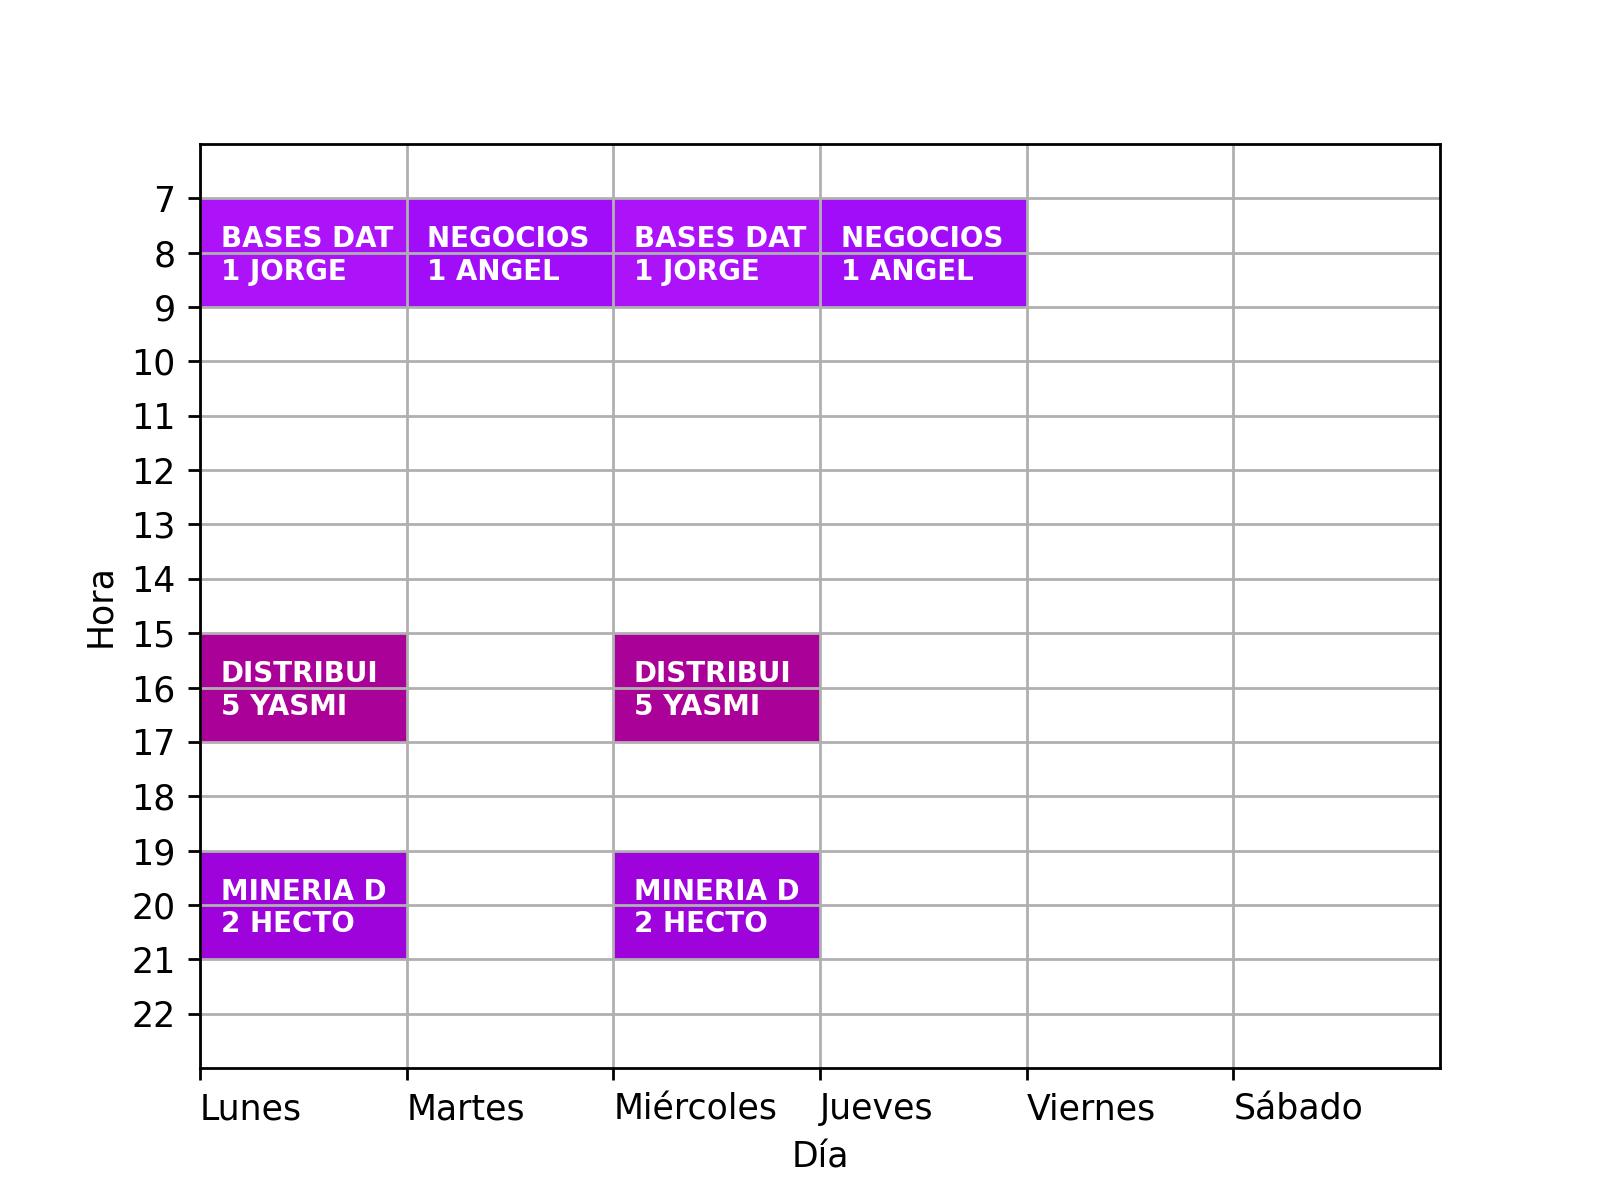 7
BASES DAT
1 JORGE
NEGOCIOS
1 ANGEL
BASES DAT
1 JORGE
NEGOCIOS
1 ANGEL
8
9
10
11
12
13
14
Hora
15
DISTRIBUI
5 YASMI
DISTRIBUI
5 YASMI
16
17
18
19
MINERIA D
2 HECTO
MINERIA D
2 HECTO
20
21
22
Lunes
Martes
Miércoles
Jueves
Viernes
Sábado
Día